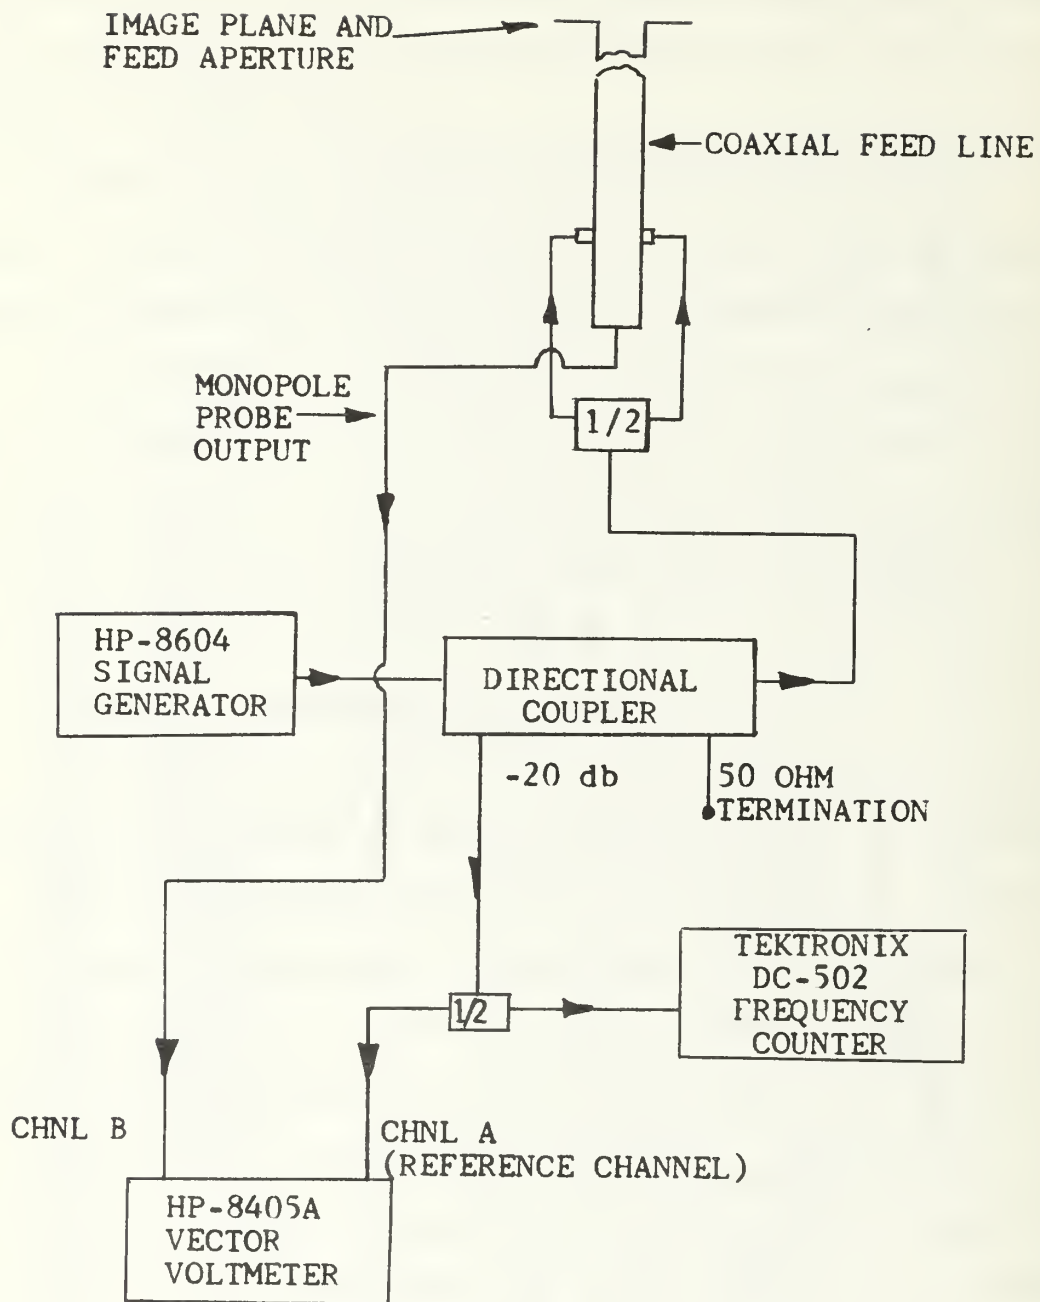 IMAGE PLANE AND
FEED APERTURE
COAXIAL FEED LINE
MONOPOLE
PROBE
OUTPUT
1/2
HP-8604
SIGNAL
GENERATOR
DIRECTIONAL
COUPLER
-20 db
50 OHM
TERMINATION
TEKTRONIX
DC-502
FREQUENCY
COUNTER
1/2
CHNL B
CHNL A
(REFERENCE CHANNEL)
HP-8405A
VECTOR
VOLTMETER